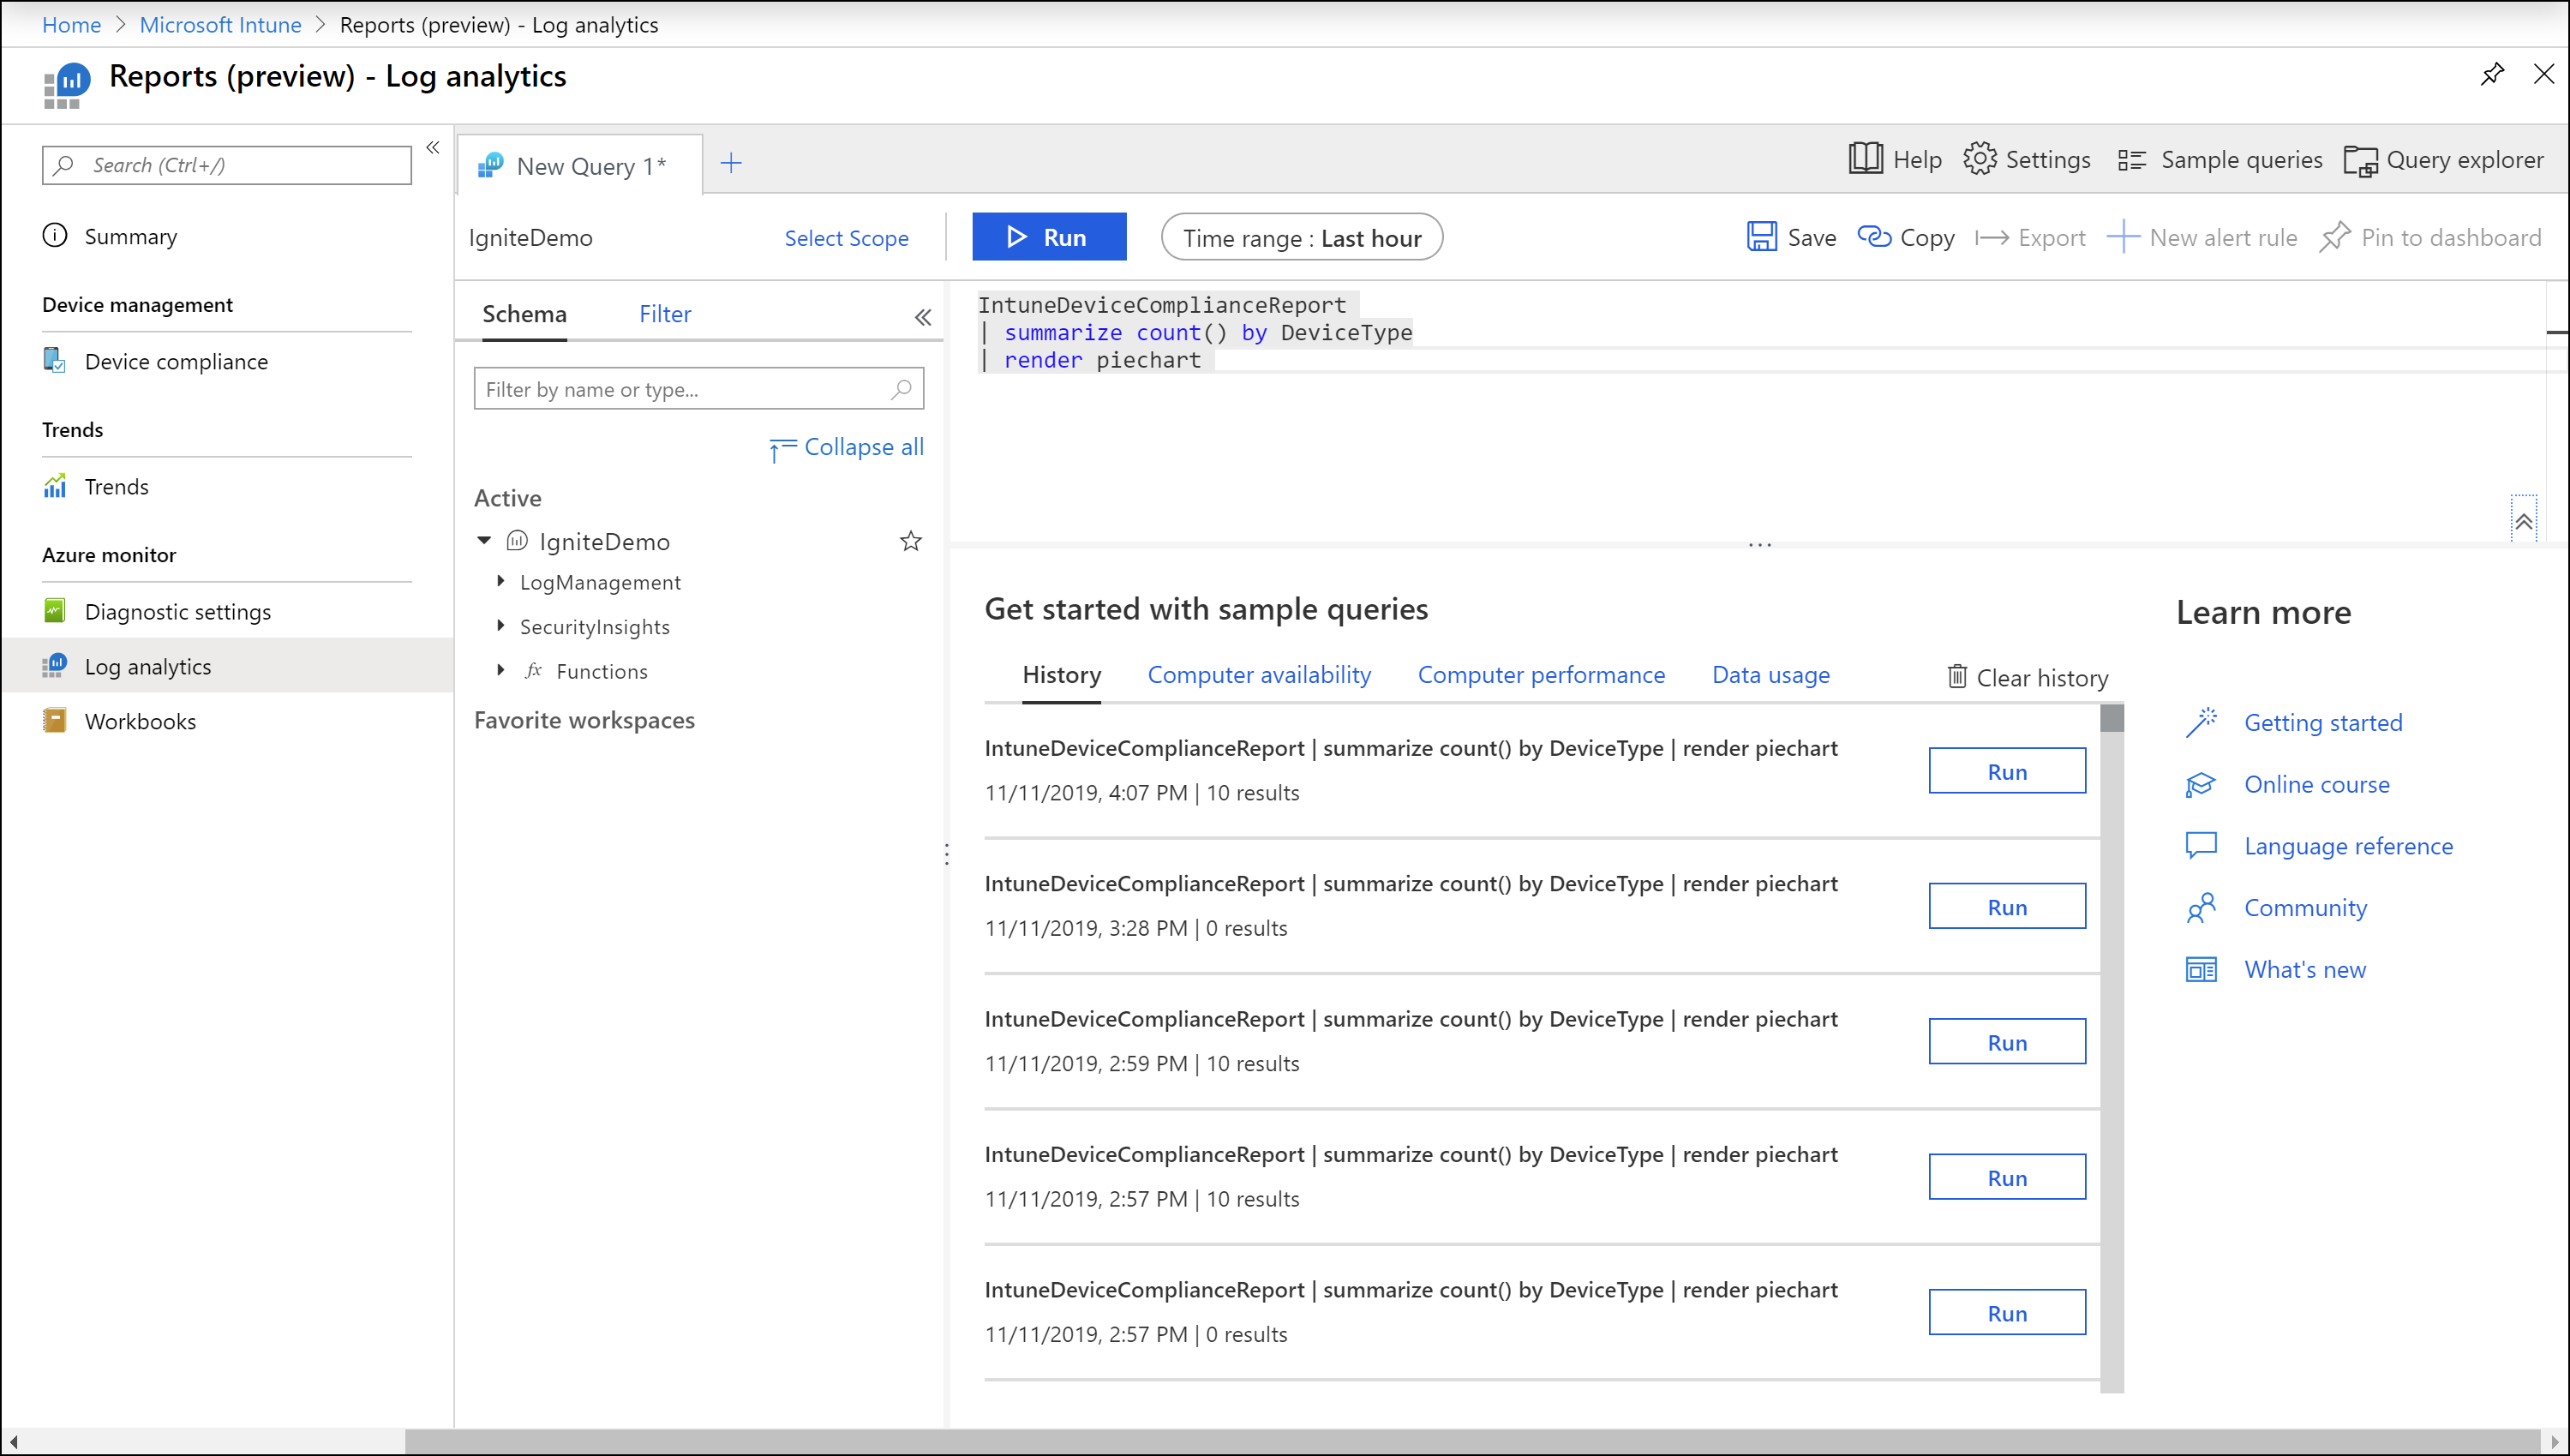 Home > Microsoft Intune > Reports (preview) - Log analytics
Reports (preview) - Log analytics
Search (Ctrl+/)
Summary
Device management
Device compliance
Trends
Trends
Azure monitor
Diagnostic settings
Log analytics
Workbooks
New Query 1*
Help
Settings
Sample queries
Query explorer
IgniteDemo
Select Scope
Run
Time range : Last hour
Save
Copy
Export
New alert rule
Pin to dashboard
Schema
Filter
Filter by name or type...
Collapse all
Active
IgniteDemo
LogManagement
SecurityInsights
fx Functions
Favorite workspaces
IntuneDeviceComplianceReport
| summarize count() by DeviceType
| render piechart
Get started with sample queries
History
Computer availability
Computer performance
Data usage
Clear history
IntuneDeviceComplianceReport | summarize count() by DeviceType | render piechart
11/11/2019, 4:07 PM | 10 results
Run
IntuneDeviceComplianceReport | summarize count() by DeviceType | render piechart
11/11/2019, 3:28 PM | 0 results
Run
IntuneDeviceComplianceReport | summarize count() by DeviceType | render piechart
11/11/2019, 2:59 PM | 10 results
Run
IntuneDeviceComplianceReport | summarize count() by DeviceType | render piechart
11/11/2019, 2:57 PM | 10 results
Run
IntuneDeviceComplianceReport | summarize count() by DeviceType | render piechart
11/11/2019, 2:57 PM | 0 results
Run
Learn more
Getting started
Online course
Language reference
Community
What's new